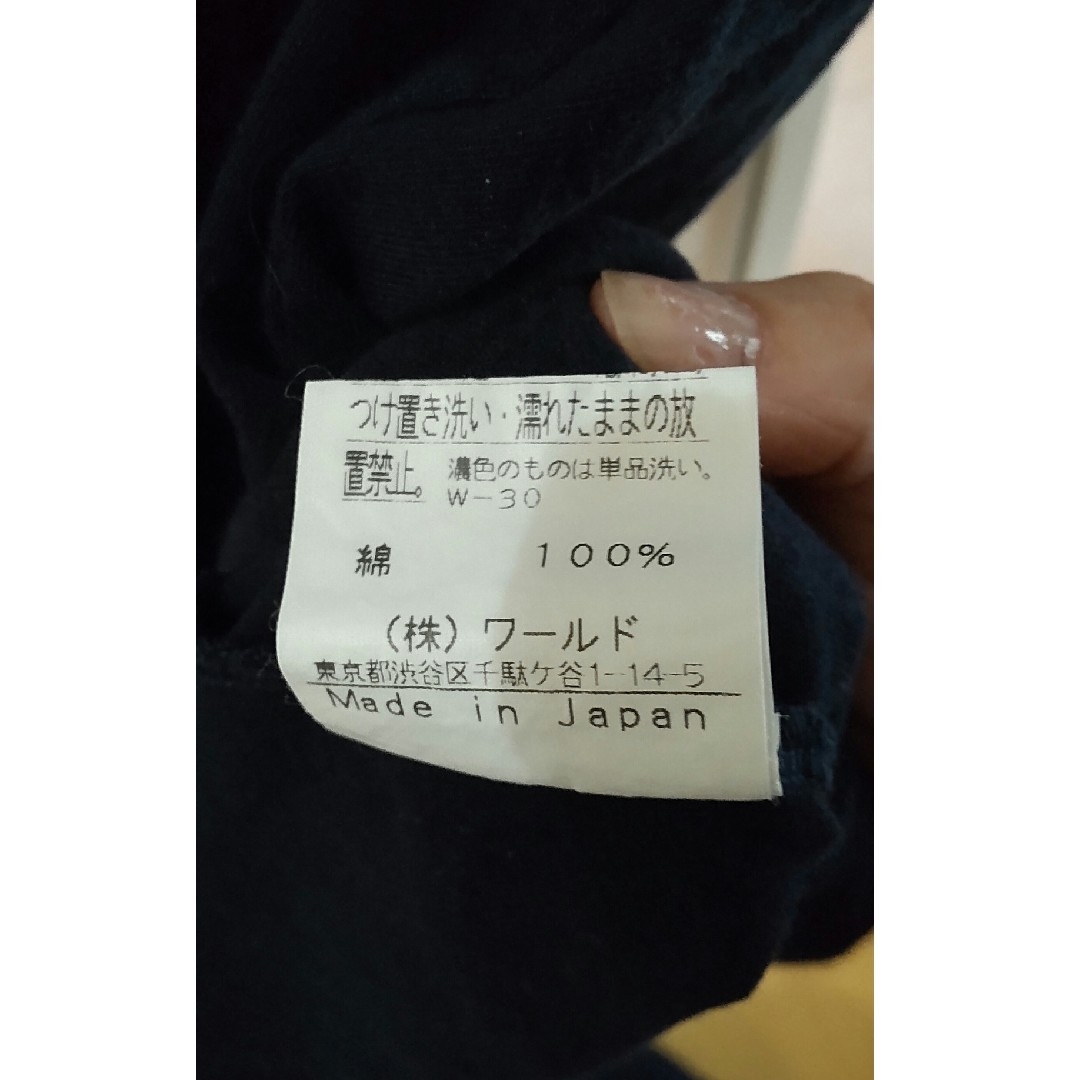 つけ置き洗い・濡れたままの放
置禁止。 濃色のものは単品洗い。
W-30
綿 100%
(株) ワールド
東京都渋谷区千駄ケ谷1-14-5
Made in Japan